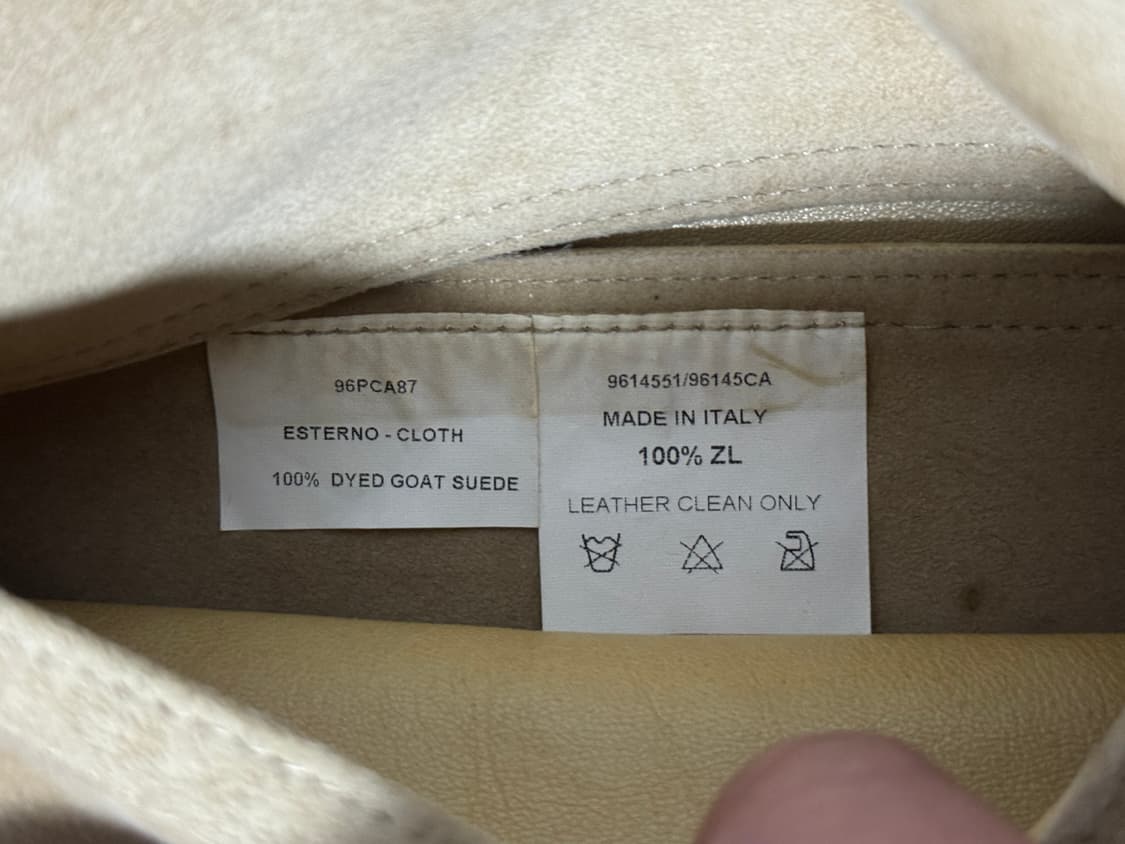 96PCA87
ESTERNO - CLOTH
100% DYED GOAT SUEDE
9614551/96145CA
MADE IN ITALY
100% ZL
LEATHER CLEAN ONLY